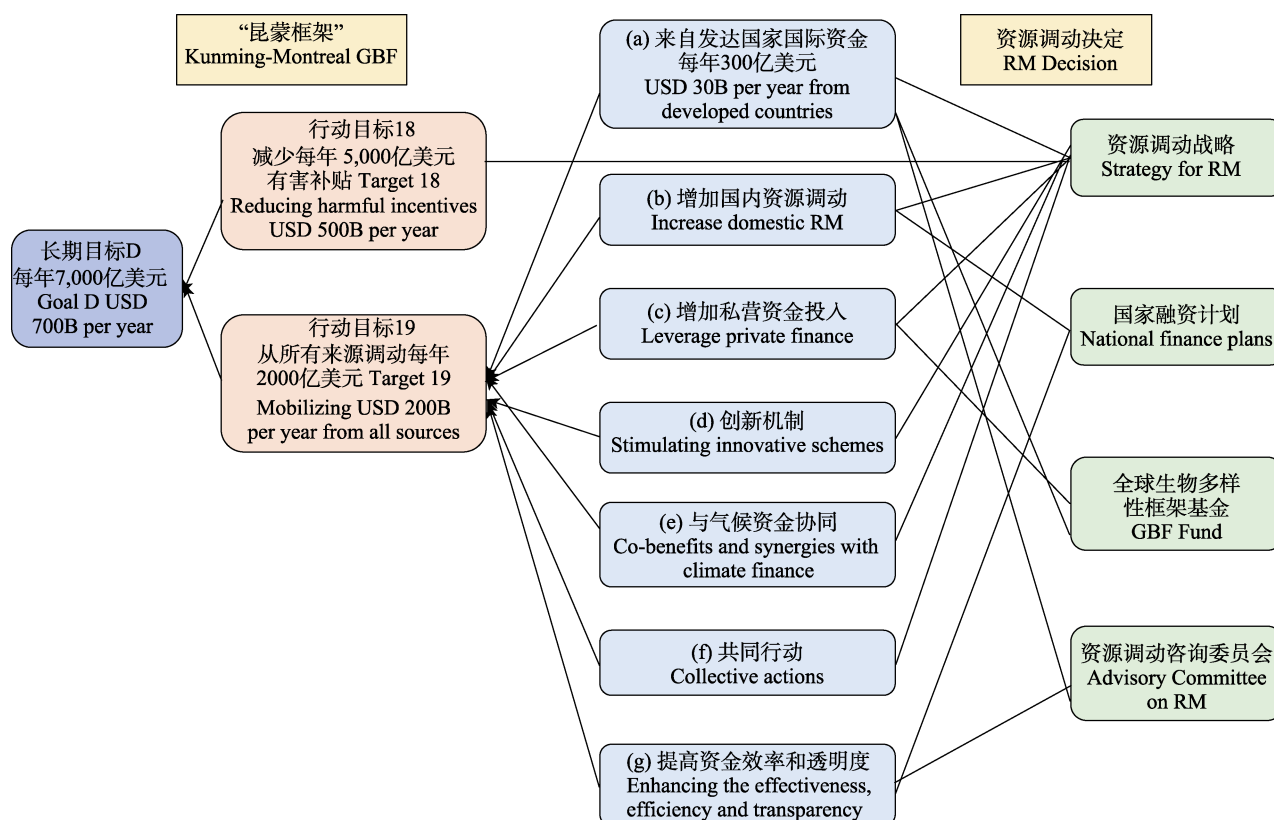 “昆蒙框架”
Kunming-Montreal GBF
资源调动决定
RM Decision
长期目标D
每年7,000亿美元
Goal D USD
700B per year
行动目标18
减少每年 5,000亿美元
有害补贴 Target 18
Reducing harmful incentives
USD 500B per year
行动目标19
从所有来源调动每年
2000亿美元 Target 19
Mobilizing USD 200B
per year from all sources
(a) 来自发达国家国际资金
每年300亿美元
USD 30B per year from
developed countries
(b) 增加国内资源调动
Increase domestic RM
(c) 增加私营资金投入
Leverage private finance
(d) 创新机制
Stimulating innovative schemes
(e) 与气候资金协同
Co-benefits and synergies with
climate finance
(f) 共同行动
Collective actions
(g) 提高资金效率和透明度
Enhancing the effectiveness,
efficiency and transparency
资源调动战略
Strategy for RM
国家融资计划
National finance plans
全球生物多样
性框架基金
GBF Fund
资源调动咨询委员会
Advisory Committee
on RM